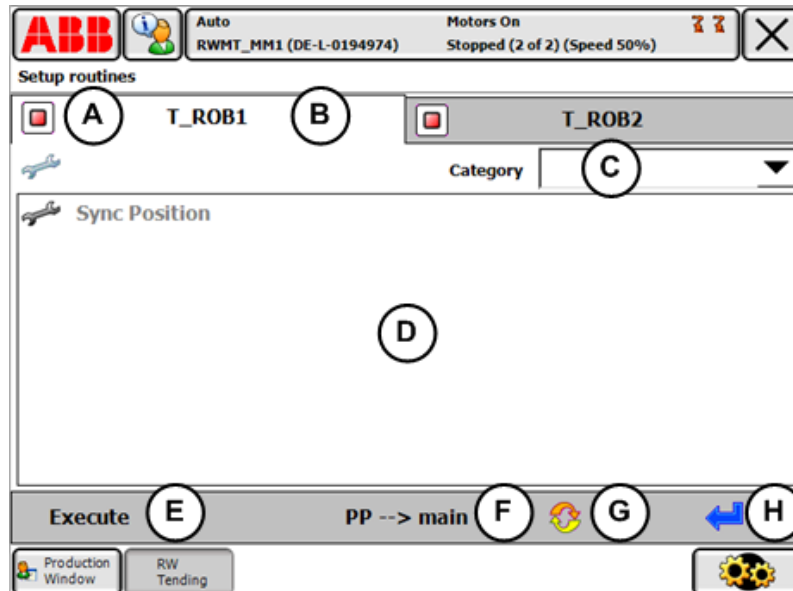 ABB
Auto
Motors On
RWMT_MM1 (DE-L-0194974)
Stopped (2 of 2) (Speed 50%)
Setup routines
A
T_ROB1
B
T_ROB2
Category
C
Sync Position
D
Execute
E
PP --> main
F
G
H
Production
Window
RW
Tending